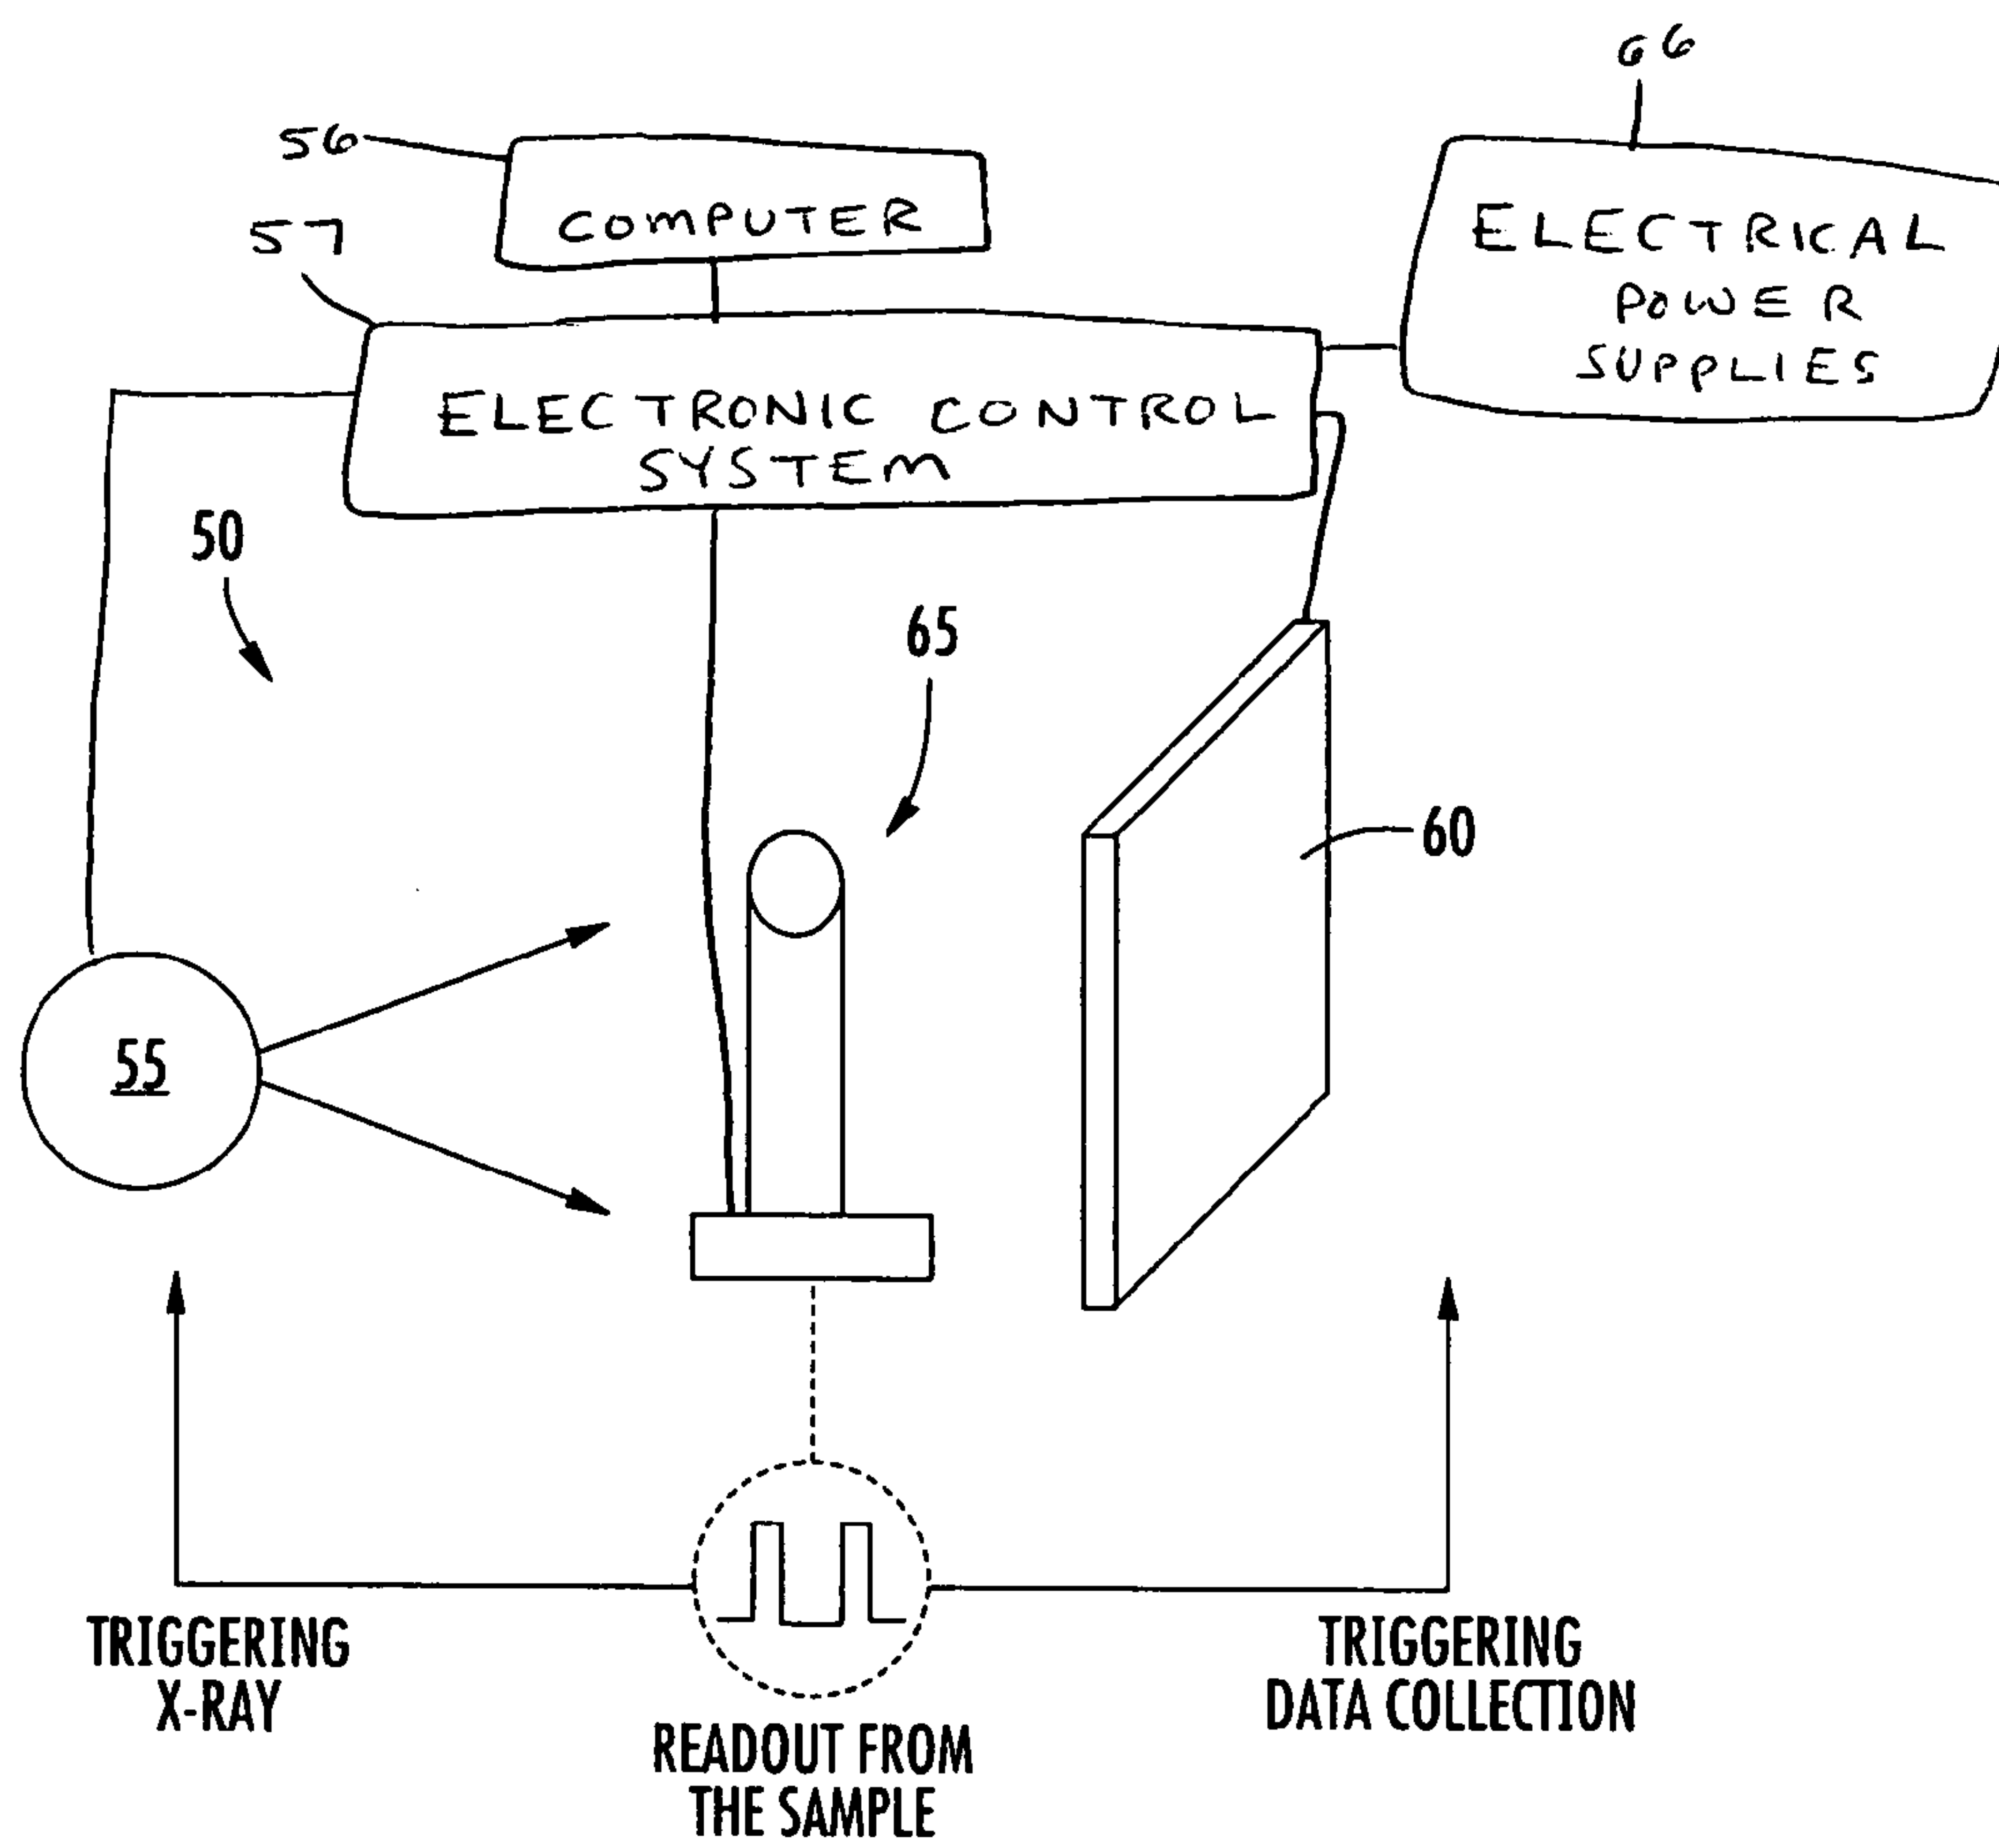 66
56
COMPUTER
57
ELECTRICAL
POWER
SUPPLIES
ELECTRONIC CONTROL
SYSTEM
50
65
60
55
TRIGGERING
X-RAY
TRIGGERING
DATA COLLECTION
READOUT FROM
THE SAMPLE